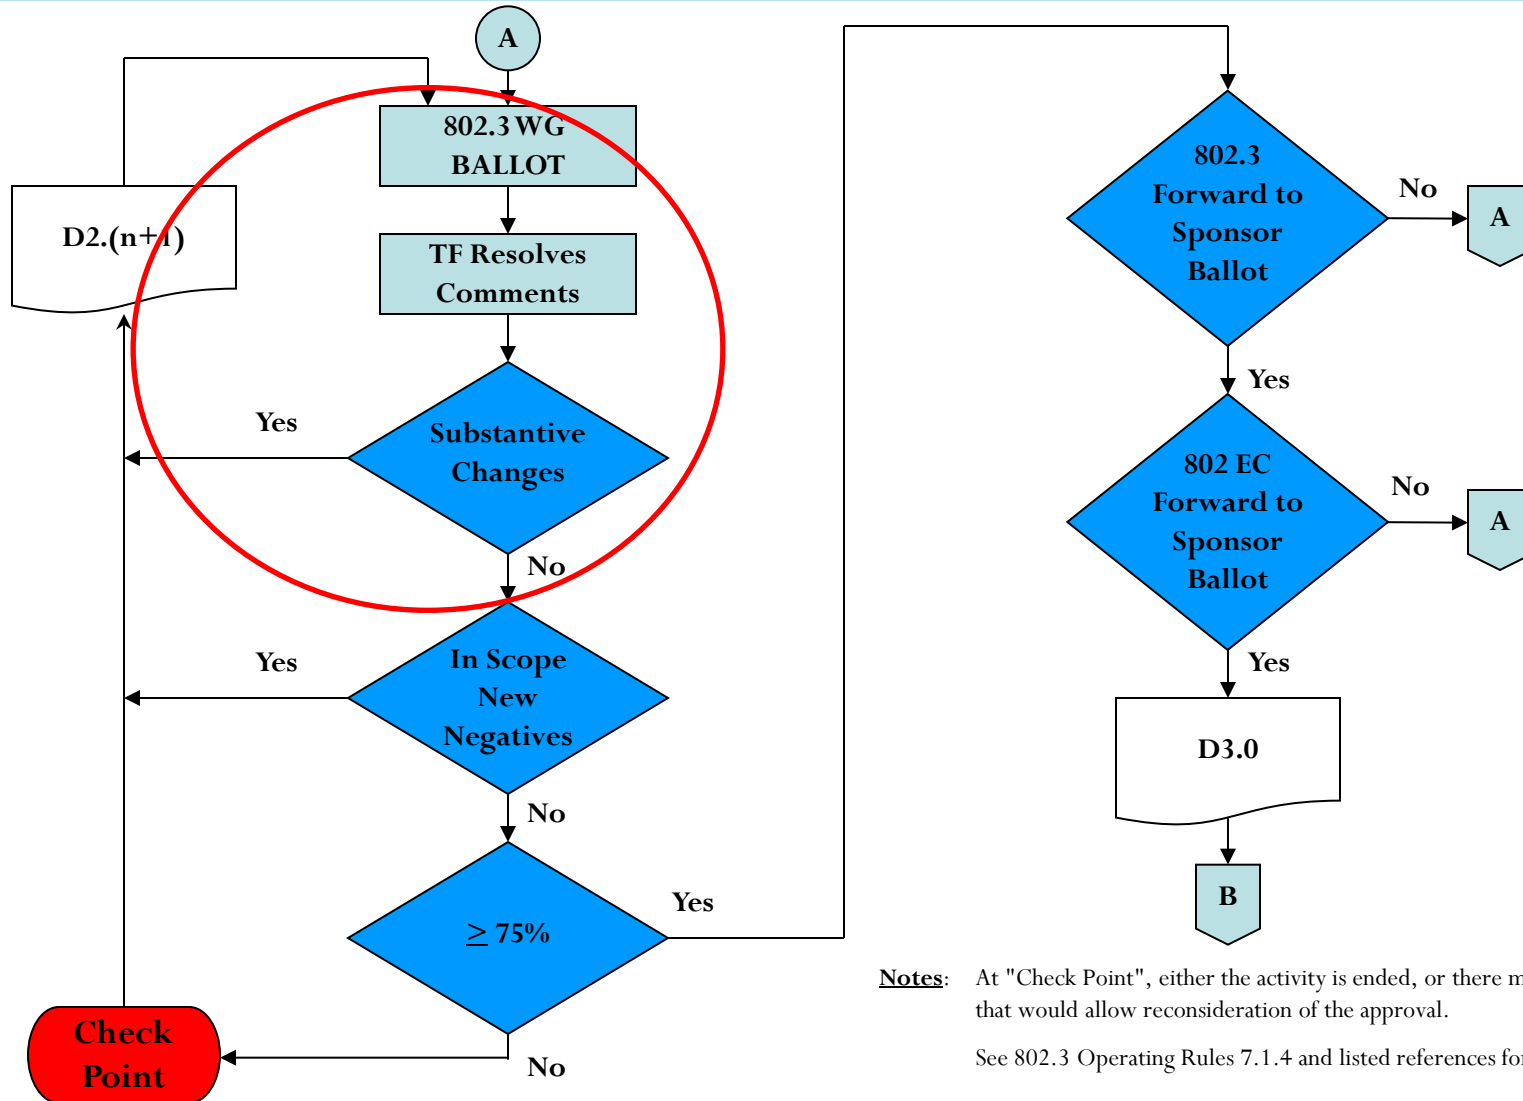 A
802.3 WG
BALLOT
D2.(n+1)
TF Resolves
Comments
Yes
Substantive
Changes
No
Yes
In Scope
New
Negatives
No
≥ 75%
Yes
No
Check
Point
802.3
Forward to
Sponsor
Ballot
No
A
Yes
802 EC
Forward to
Sponsor
Ballot
No
A
Yes
D3.0
B
Notes: At "Check Point", either the activity is ended, or there
that would allow reconsideration of the approval.
See 802.3 Operating Rules 7.1.4 and listed references